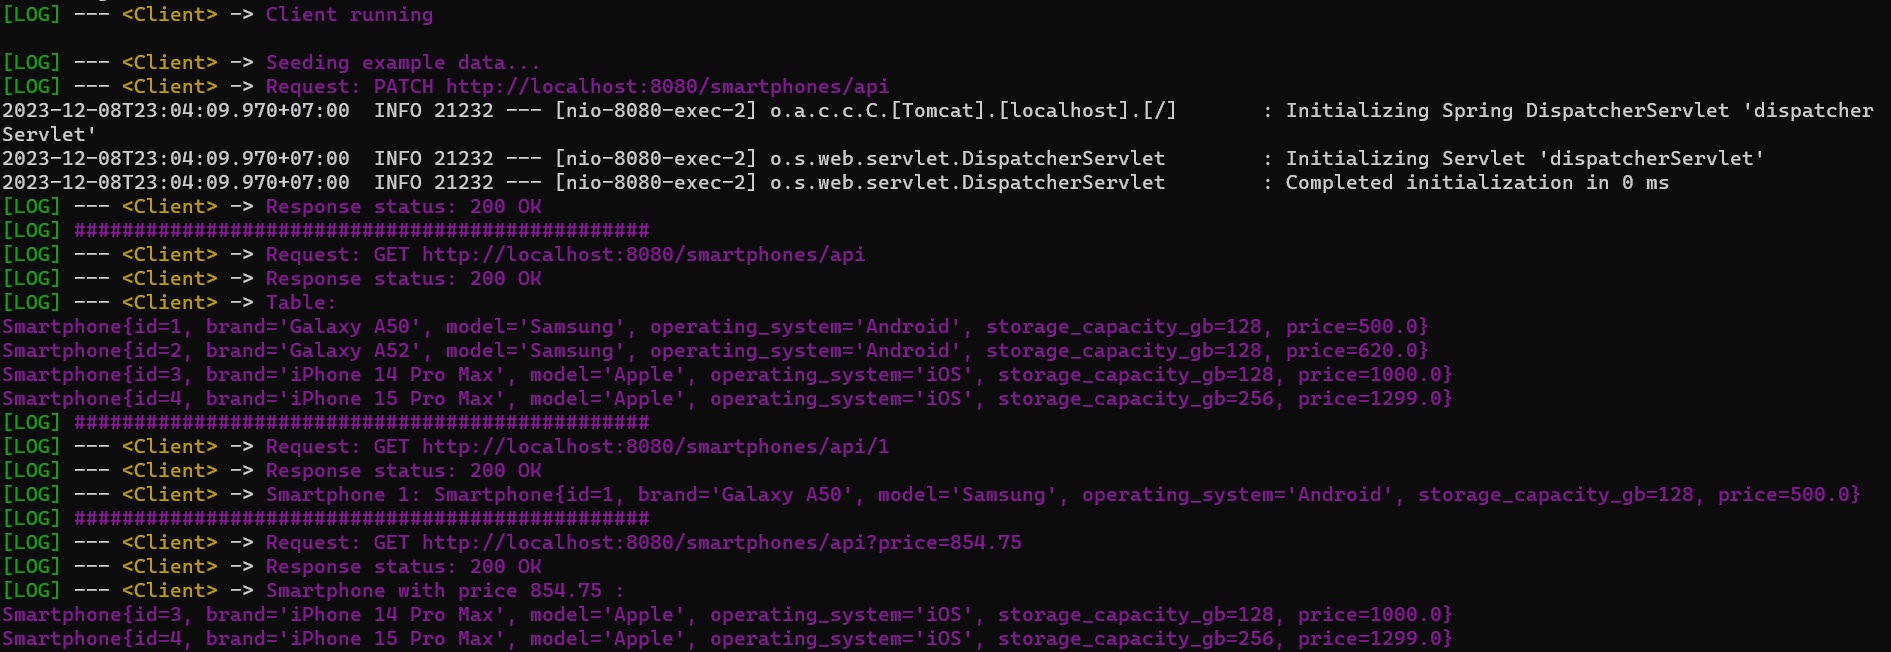 [LOG] --- <Client> -> Client running
[LOG] --- <Client> -> Seeding example data...
[LOG] --- <Client> -> Request: PATCH http://localhost:8080/smartphones/api
2023-12-08T23:04:09.970+07:00  INFO 21232 --- [nio-8080-exec-2] o.a.c.c.C.[Tomcat].[localhost].[/]       : Initializing Spring DispatcherServlet 'dispatcher
Servlet'
2023-12-08T23:04:09.970+07:00  INFO 21232 --- [nio-8080-exec-2] o.s.web.servlet.DispatcherServlet        : Initializing Servlet 'dispatcherServlet'
2023-12-08T23:04:09.970+07:00  INFO 21232 --- [nio-8080-exec-2] o.s.web.servlet.DispatcherServlet        : Completed initialization in 0 ms
[LOG] --- <Client> -> Response status: 200 OK
[LOG] ################################################
[LOG] --- <Client> -> Request: GET http://localhost:8080/smartphones/api
[LOG] --- <Client> -> Response status: 200 OK
[LOG] --- <Client> -> Table:
Smartphone{id=1, brand='Galaxy A50', model='Samsung', operating_system='Android', storage_capacity_gb=128, price=500.0}
Smartphone{id=2, brand='Galaxy A52', model='Samsung', operating_system='Android', storage_capacity_gb=128, price=620.0}
Smartphone{id=3, brand='iPhone 14 Pro Max', model='Apple', operating_system='iOS', storage_capacity_gb=128, price=1000.0}
Smartphone{id=4, brand='iPhone 15 Pro Max', model='Apple', operating_system='iOS', storage_capacity_gb=256, price=1299.0}
[LOG] ################################################
[LOG] --- <Client> -> Request: GET http://localhost:8080/smartphones/api/1
[LOG] --- <Client> -> Response status: 200 OK
[LOG] --- <Client> -> Smartphone 1: Smartphone{id=1, brand='Galaxy A50', model='Samsung', operating_system='Android', storage_capacity_gb=128, price=500.0}
[LOG] ################################################
[LOG] --- <Client> -> Request: GET http://localhost:8080/smartphones/api?price=854.75
[LOG] --- <Client> -> Response status: 200 OK
[LOG] --- <Client> -> Smartphone with price 854.75 :
Smartphone{id=3, brand='iPhone 14 Pro Max', model='Apple', operating_system='iOS', storage_capacity_gb=128, price=1000.0}
Smartphone{id=4, brand='iPhone 15 Pro Max', model='Apple', operating_system='iOS', storage_capacity_gb=256, price=1299.0}